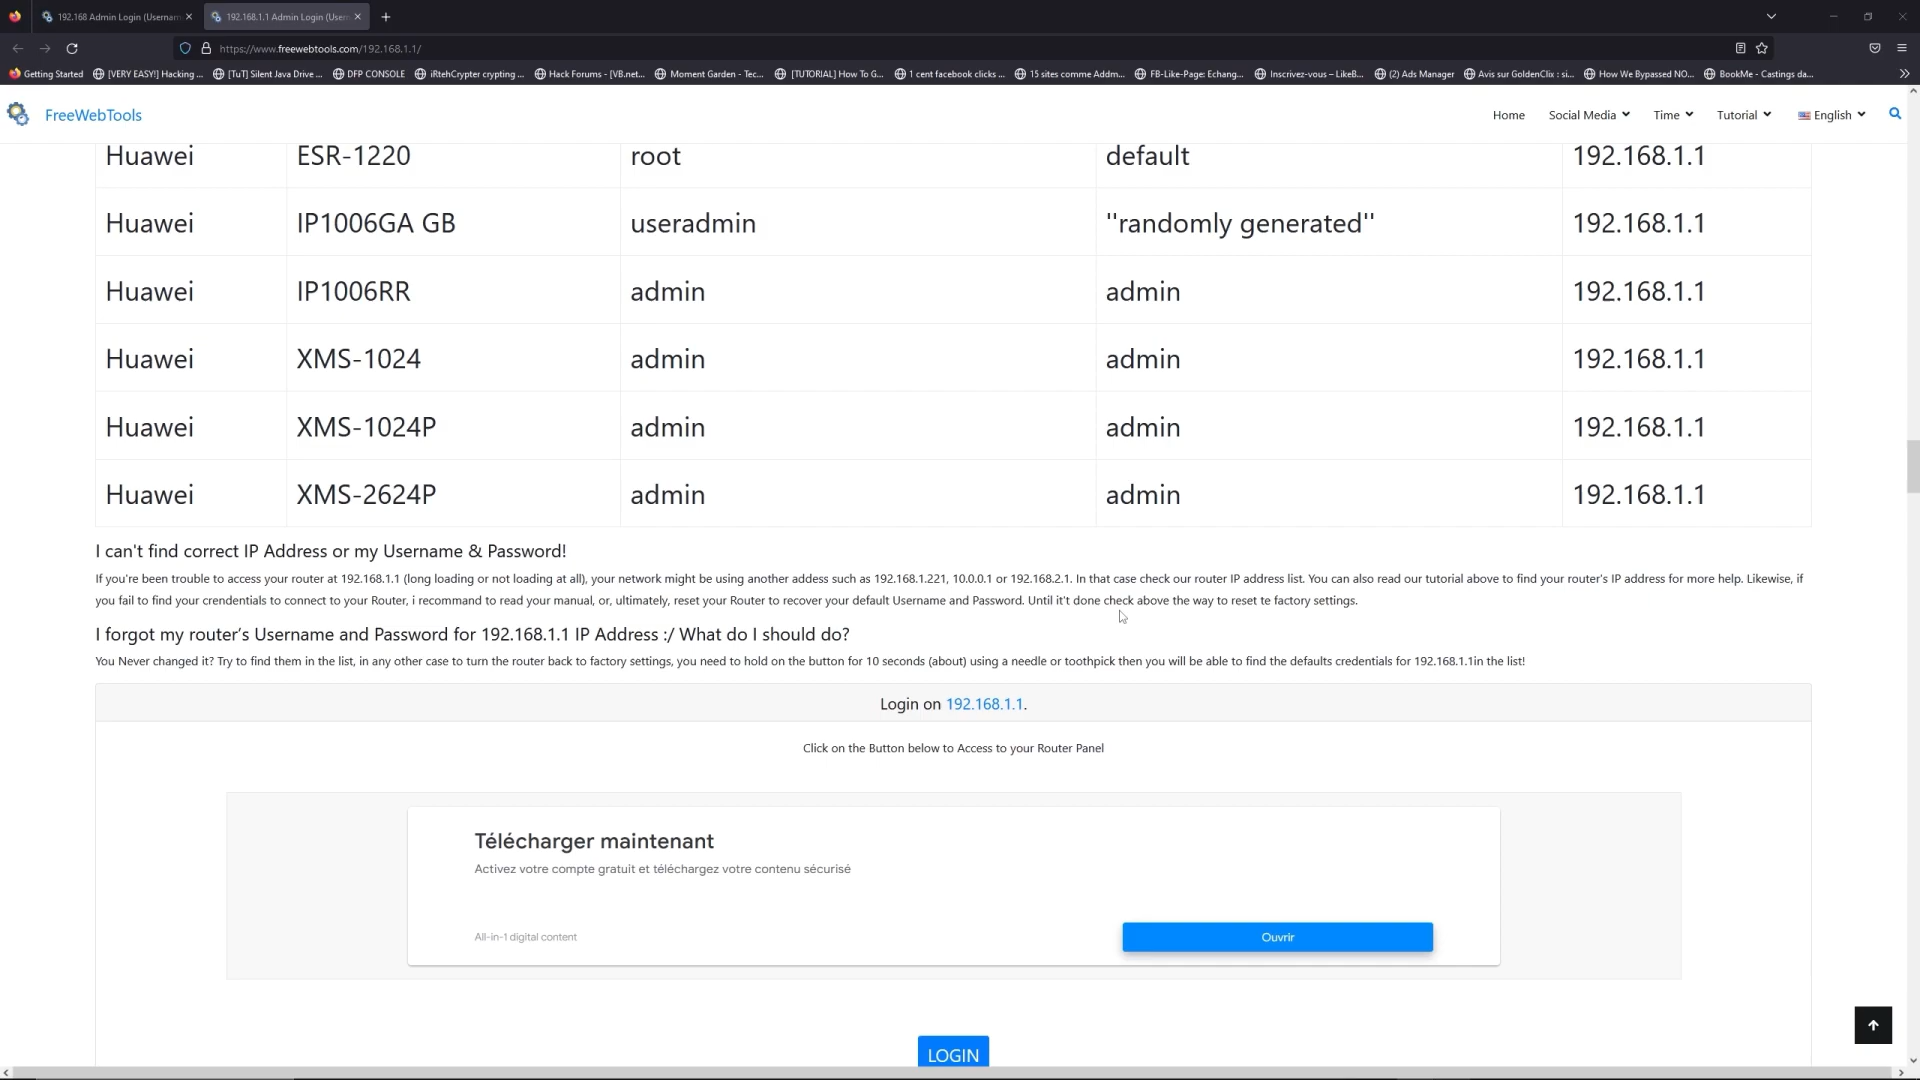 192.168 Admin Login (Usernam
192.168.1.1 Admin Login (User
https://www.freewebtools.com/192.168.1.1/
Getting Started
[VERY EASY!] Hacking ...
[TuT] Silent Java Drive ...
DFP CONSOLE
iRtehCrypter crypting ...
Hack Forums - [VB.net...
Moment Garden - Tec...
[TUTORIAL] How To G...
1 cent facebook clicks ...
15 sites comme Addm...
FB-Like-Page: Echang...
Inscrivez-vous – LikeB...
(2) Ads Manager
Avis sur GoldenClix : si...
How We Bypassed NO...
BookMe - Castings da...
FreeWebTools
Home
Social Media
Time
Tutorial
English
Huawei ESR-1220 root default 192.168.1.1
Huawei IP1006GA GB useradmin ''randomly generated'' 192.168.1.1
Huawei IP1006RR admin admin 192.168.1.1
Huawei XMS-1024 admin admin 192.168.1.1
Huawei XMS-1024P admin admin 192.168.1.1
Huawei XMS-2624P admin admin 192.168.1.1
I can't find correct IP Address or my Username & Password!
If you're been trouble to access your router at 192.168.1.1 (long loading or not loading at all), your network might be using another addess such as 192.168.1.221, 10.0.0.1 or 192.168.2.1. In that case check our router IP address list. You can also read our tutorial above to find your router's IP address for more help. Likewise, if
you fail to find your crendentials to connect to your Router, i recommand to read your manual, or, ultimately, reset your Router to recover your default Username and Password. Until it't done check above the way to reset te factory settings.
I forgot my router’s Username and Password for 192.168.1.1 IP Address :/ What do I should do?
You Never changed it? Try to find them in the list, in any other case to turn the router back to factory settings, you need to hold on the button for 10 seconds (about) using a needle or toothpick then you will be able to find the defaults credentials for 192.168.1.1in the list!
Login on 192.168.1.1.
Click on the Button below to Access to your Router Panel
Télécharger maintenant
Activez votre compte gratuit et téléchargez votre contenu sécurisé
All-in-1 digital content
Ouvrir
LOGIN